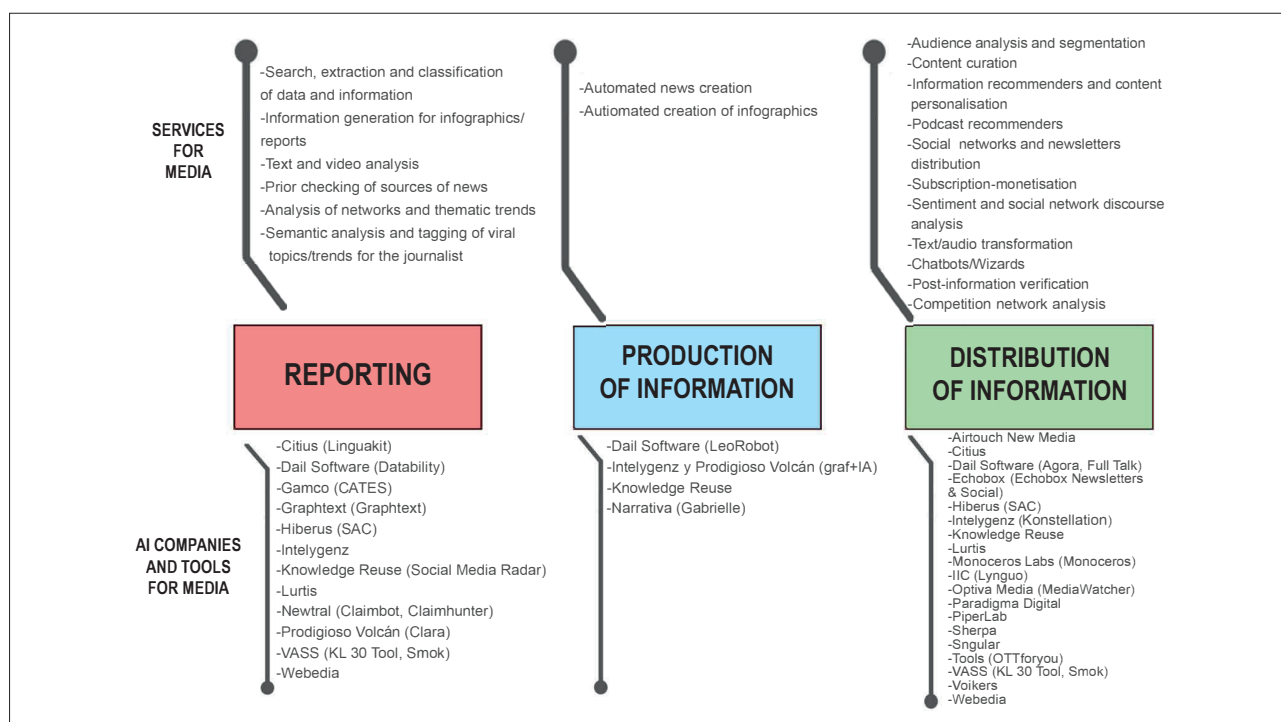 SERVICES
FOR
MEDIA
-Search, extraction and classification
of data and information
-Information generation for infographics/
reports
-Text and video analysis
-Prior checking of sources of news
-Analysis of networks and thematic trends
-Semantic analysis and tagging of viral
topics/trends for the journalist
-Automated news creation
-Autiomated creation of infographics
-Audience analysis and segmentation
-Content curation
-Information recommenders and content
personalisation
-Podcast recommenders
-Social networks and newsletters
distribution
-Subscription-monetisation
-Sentiment and social network discourse
analysis
-Text/audio transformation
-Chatbots/Wizards
-Post-information verification
-Competition network analysis
REPORTING
PRODUCTION
OF INFORMATION
DISTRIBUTION
OF INFORMATION
AI COMPANIES
AND TOOLS
FOR MEDIA
-Citius (Linguakit)
-Dail Software (Datability)
-Gamco (CATES)
-Graphtext (Graphtext)
-Hiberus (SAC)
-Intelygenz
-Knowledge Reuse (Social Media Radar)
-Lurtis
-Newtral (Claimbot, Claimhunter)
-Prodigioso Volcán (Clara)
-VASS (KL 30 Tool, Smok)
-Webedia
-Dail Software (LeoRobot)
-Intelygenz y Prodigioso Volcán (graf+IA)
-Knowledge Reuse
-Narrativa (Gabrielle)
-Airtouch New Media
-Citius
-Dail Software (Agora, Full Talk)
-Echobox (Echobox Newsletters
& Social)
-Hiberus (SAC)
-Intelygenz (Konstellation)
-Knowledge Reuse
-Lurtis
-Monoceros Labs (Monoceros)
-IIC (Lynguo)
-Optiva Media (MediaWatcher)
-Paradigma Digital
-PiperLab
-Sherpa
-Sngular
-Tools (OTTforyou)
-VASS (KL 30 Tool, Smok)
-Voikers
-Webedia